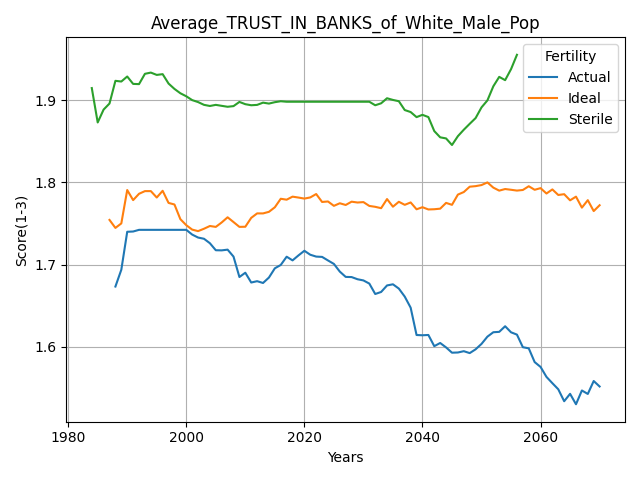 Average_TRUST_IN_BANKS_of_White_Male_Pop
Fertility
Actual
Ideal
Sterile
Score(1-3)
1.9
1.8
1.7
1.6
1980 2000 2020 2040 2060
Years